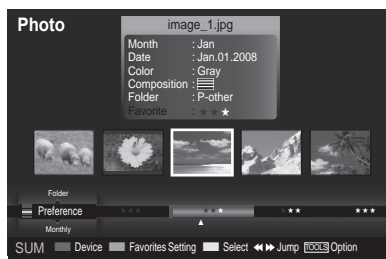 Photo
image_1.jpg
Month : Jan
Date : Jan.01.2008
Color : Gray
Composition :
Folder : P-other
Favorite : ★ ★ ★
Folder
Preference ★★★ ★★★ ★★★ ★★★
Monthly
SUM Device Favorites Setting Select ◀◀ ▶▶ Jump TOOLS Option